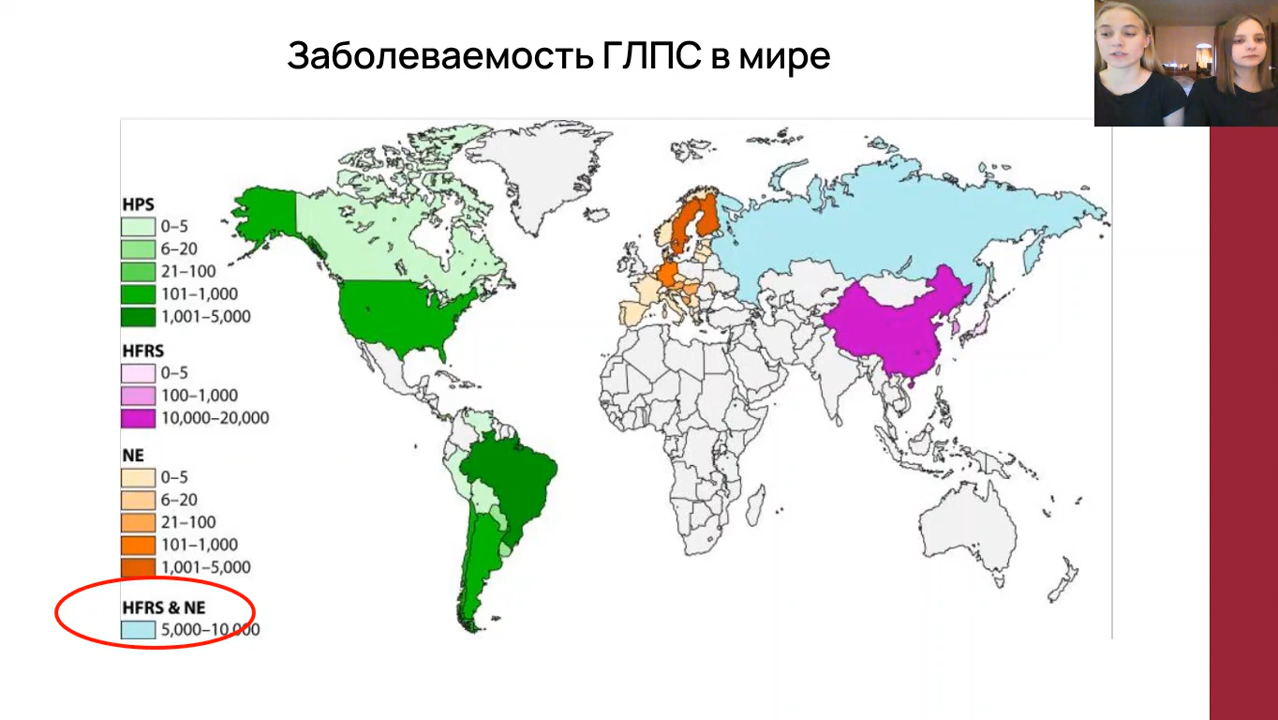 Заболеваемость ГЛПС в мире
HPS
0–5
6–20
21–100
101–1,000
1,001–5,000
HFRS
0–5
100–1,000
10,000–20,000
NE
0–5
6–20
21–100
101–1,000
1,001–5,000
HFRS & NE
5,000–10,000